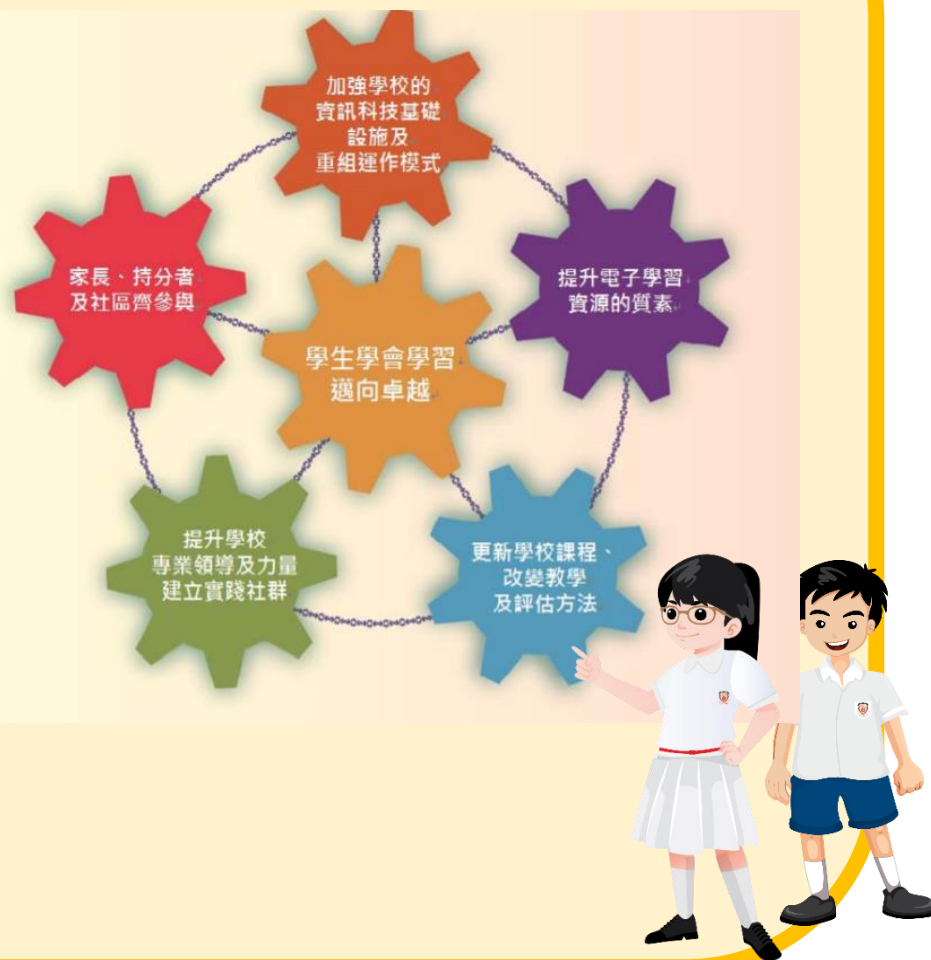 加強學校的
資訊科技基礎
設施及
重組運作模式
家長、持分者
及社區齊參與
提升電子學習
資源的質素
學生學會學習
邁向卓越
提升學校
專業領導及力量
建立實踐社群
更新學校課程、
改變教學
及評估方法